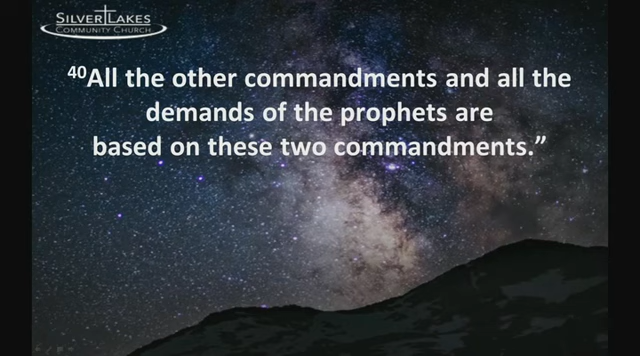 SILVER LAKES
COMMUNITY CHURCH
40All the other commandments and all the
demands of the prophets are
based on these two commandments.”